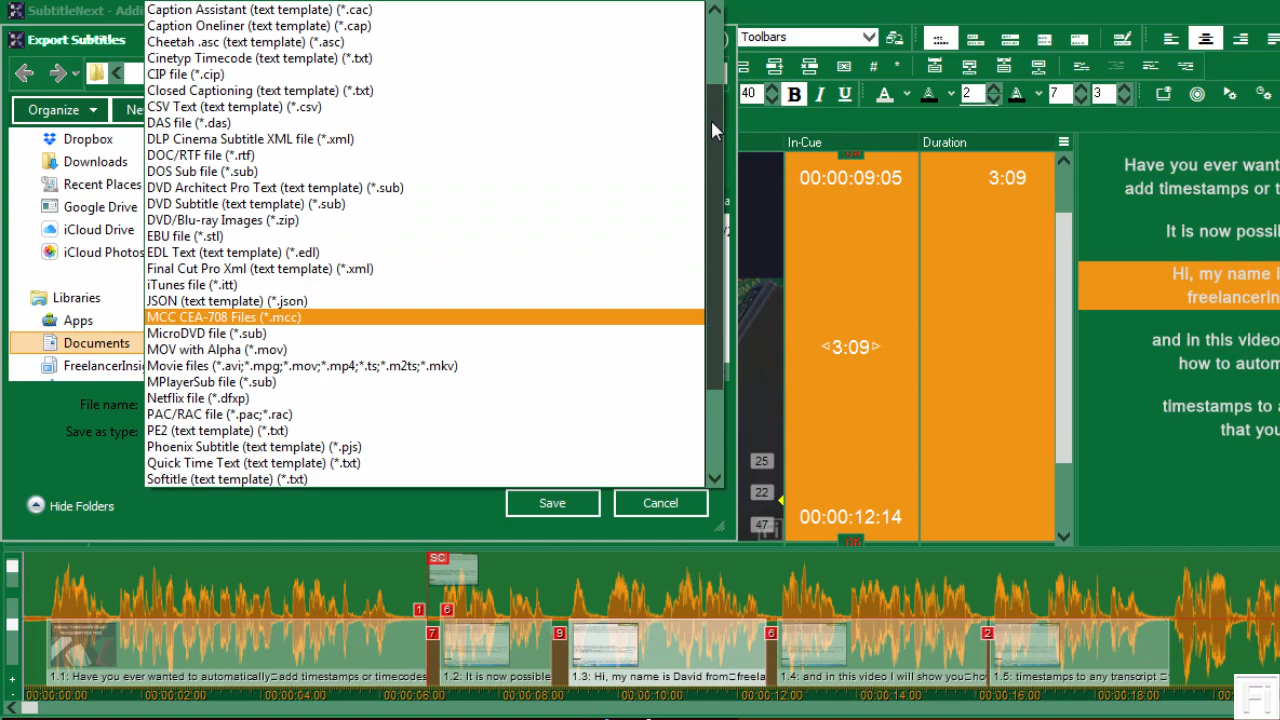 SubtitleNext - Addi
Export Subtitles
Organize
Dropbox
Downloads
Recent Places
Google Drive
iCloud Drive
iCloud Photos
Libraries
Apps
Documents
FreelancerInsi
File name:
Save as type:
Hide Folders
Save
Cancel
Caption Assistant (text template) (*.cac)
Caption Oneliner (text template) (*.cap)
Cheetah .asc (text template) (*.asc)
Cinetyp Timecode (text template) (*.txt)
CIP file (*.cip)
Closed Captioning (text template) (*.txt)
CSV Text (text template) (*.csv)
DAS file (*.das)
DLP Cinema Subtitle XML file (*.xml)
DOC/RTF file (*.rtf)
DOS Sub file (*.sub)
DVD Architect Pro Text (text template) (*.sub)
DVD Subtitle (text template) (*.sub)
DVD/Blu-ray Images (*.zip)
EBU file (*.stl)
EDL Text (text template) (*.edl)
Final Cut Pro Xml (text template) (*.xml)
iTunes file (*.itt)
JSON (text template) (*.json)
MCC CEA-708 Files (*.mcc)
MicroDVD file (*.sub)
MOV with Alpha (*.mov)
Movie files (*.avi;*.mpg;*.mov;*.mp4;*.ts;*.m2ts;*.mkv)
MPlayerSub file (*.sub)
Netflix file (*.dfxp)
PAC/RAC file (*.pac;*.rac)
PE2 (text template) (*.txt)
Phoenix Subtitle (text template) (*.pjs)
Quick Time Text (text template) (*.txt)
Softitle (text template) (*.txt)
Toolbars
40 B I U A 2 A 7 3
In-Cue Duration
00:00:09:05 3:09
3:09
00:00:12:14
25
22
47
Have you ever want
add timestamps or t
It is now possi
Hi, my name i
freelancerIn
and in this video
how to autom
timestamps to a
that you
SC
1 6
7 9 6 2
1.1: Have you ever wanted to automatically add timestamps or timecodes
1.2: It is now possible
1.3: Hi, my name is David from freela
1.4: and in this video I will show you ho
1.5: timestamps to any transcript
00:00:00:00 00:00:02:00 00:00:04:00 00:00:06:00 00:00:08:00 00:00:10:00 00:00:12:00 00:00:14:00 00:00:16:00 00:00:18:00
Fi